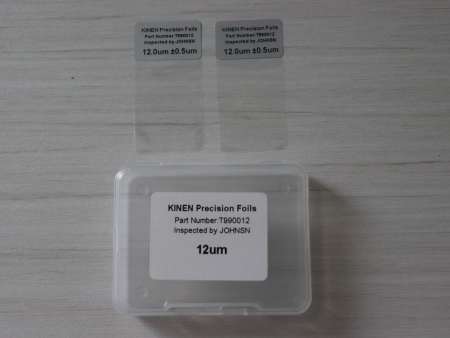 KINEN Precision Foils
Part Number:T990012
Inspected by JOHNSN
12.0um ±0.5um
KINEN Precision Foils
Part Number:T990012
Inspected by JOHNSN
12.0um ±0.5um
KINEN Precision Foils
Part Number:T990012
Inspected by JOHNSN
12um